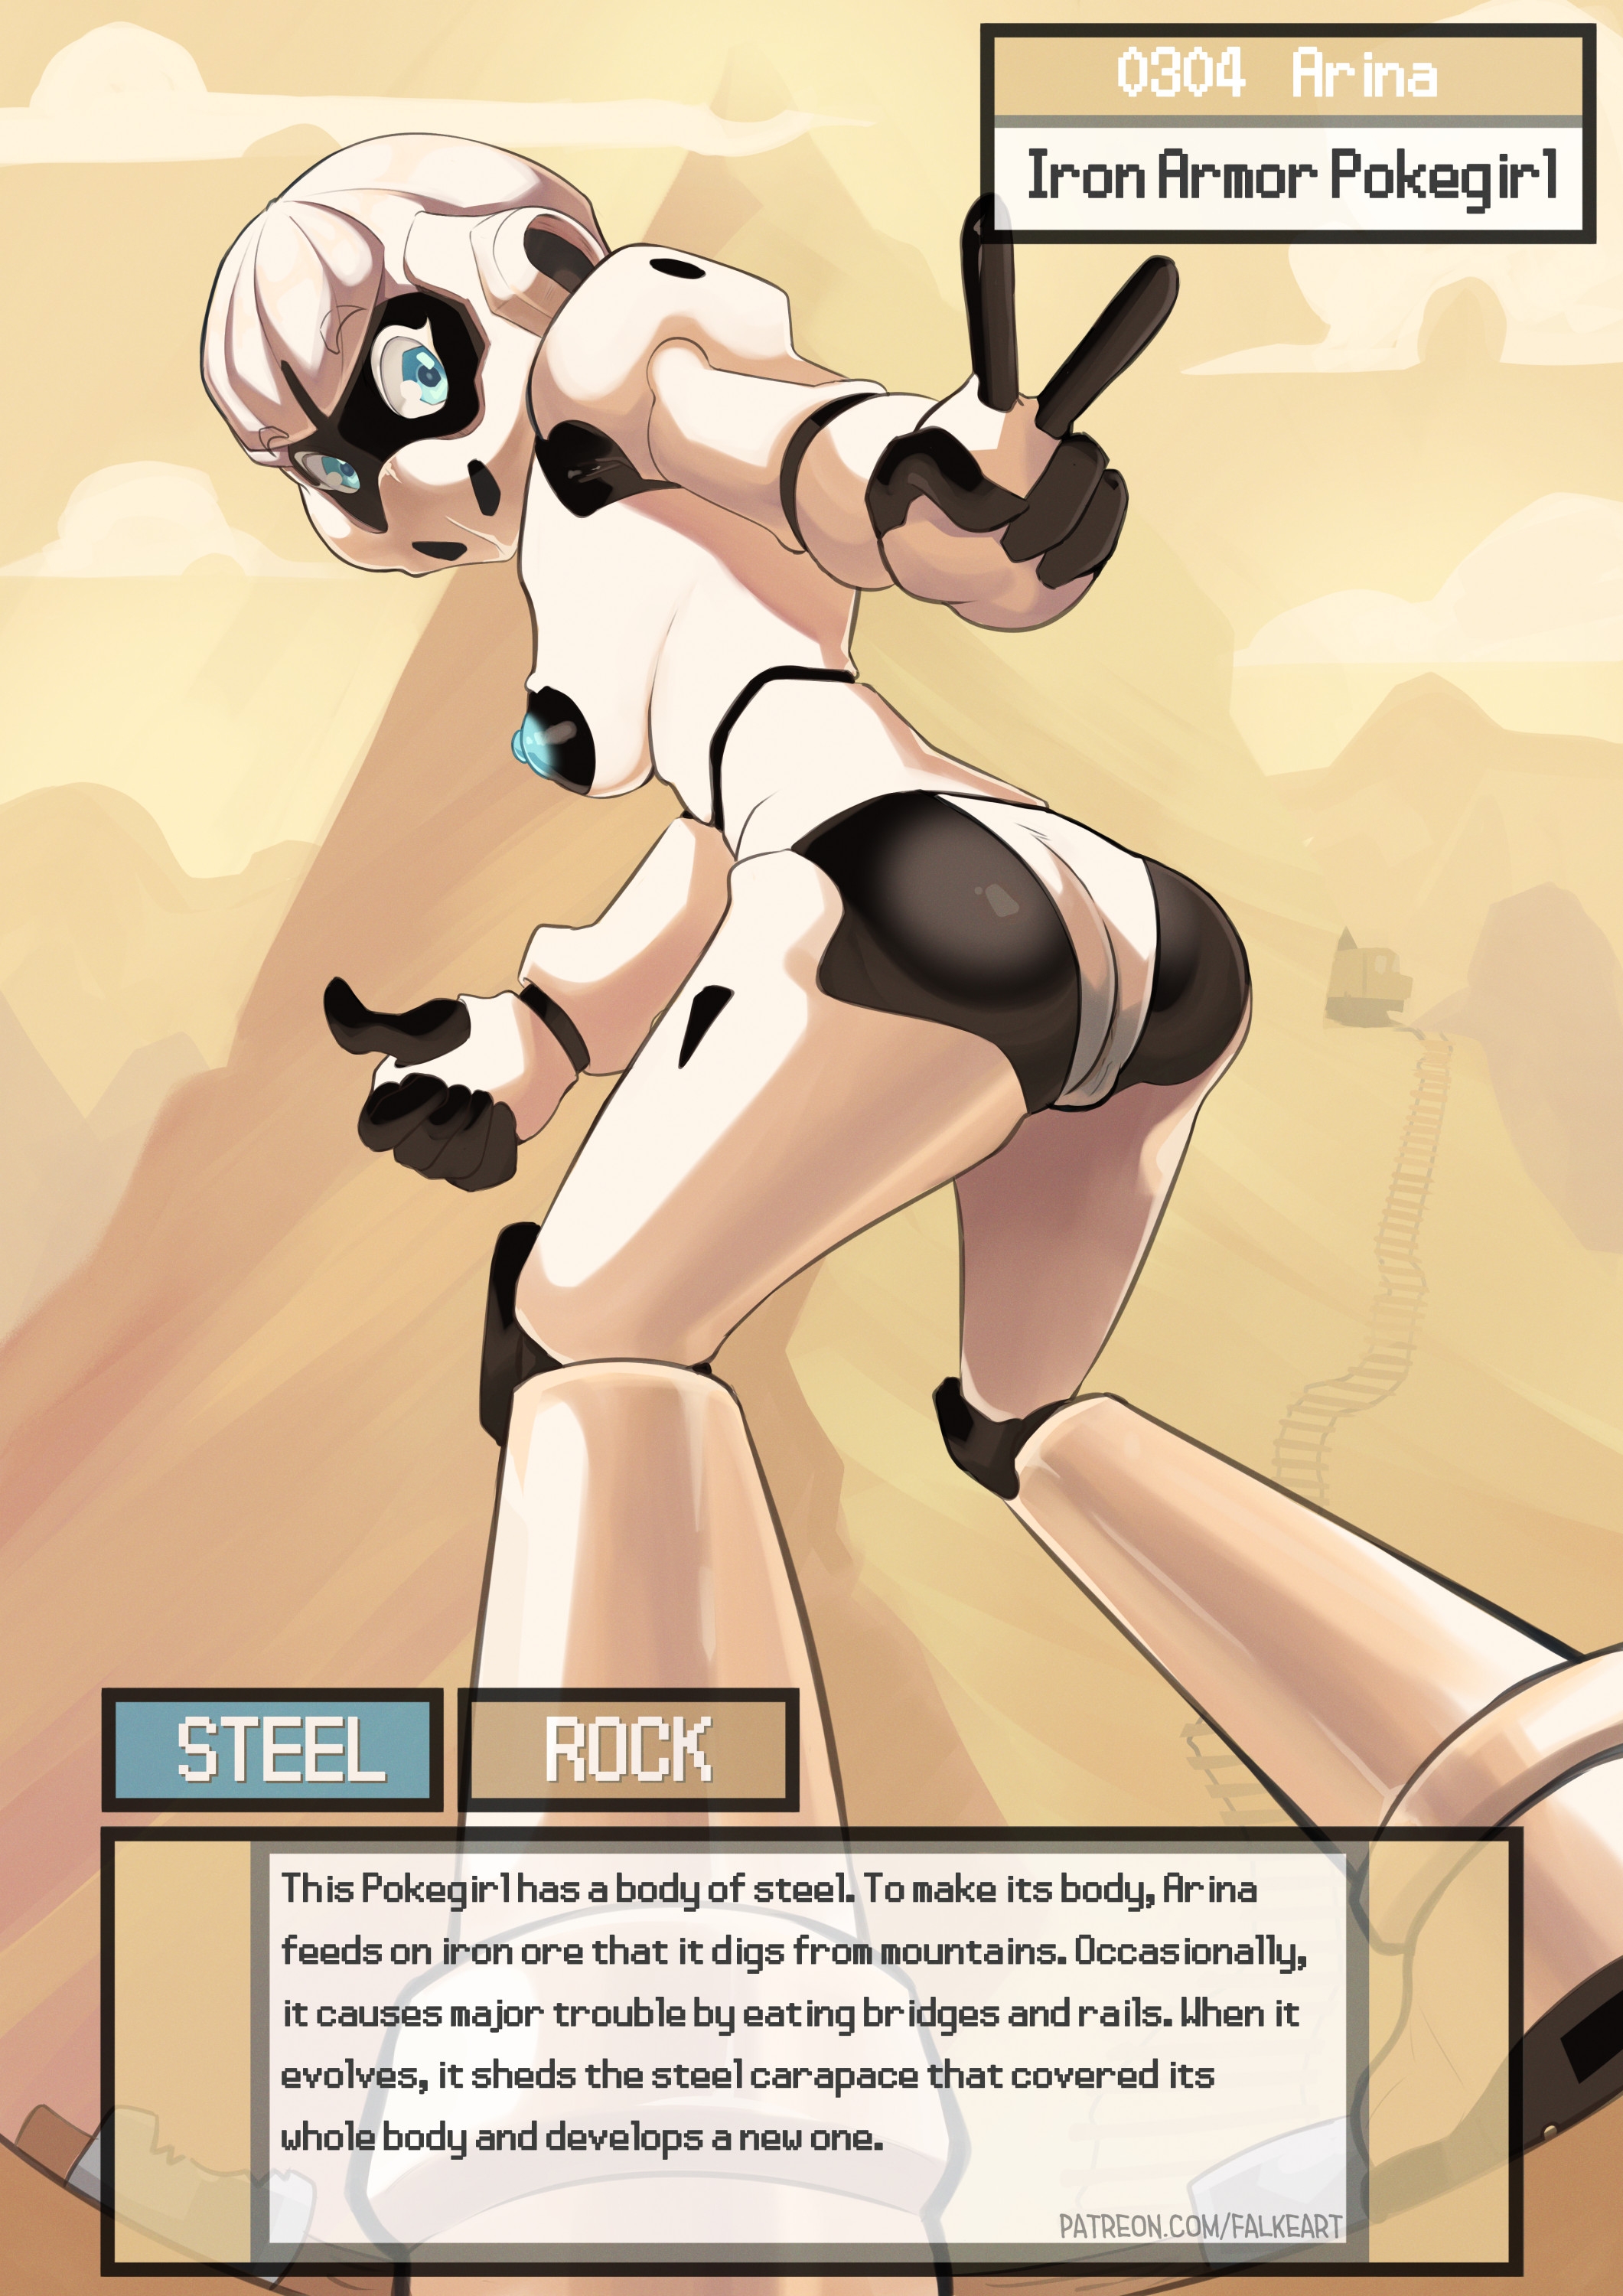 0304 Arina
Iron Armor Pokegirl
STEEL
ROCK
This Pokegirl has a body of steel. To make its body, Arina
feeds on iron ore that it digs from mountains. Occasionally,
it causes major trouble by eating bridges and rails. When it
evolves, it sheds the steel carapace that covered its
whole body and develops a new one.
PATREON.COM/FALKEART